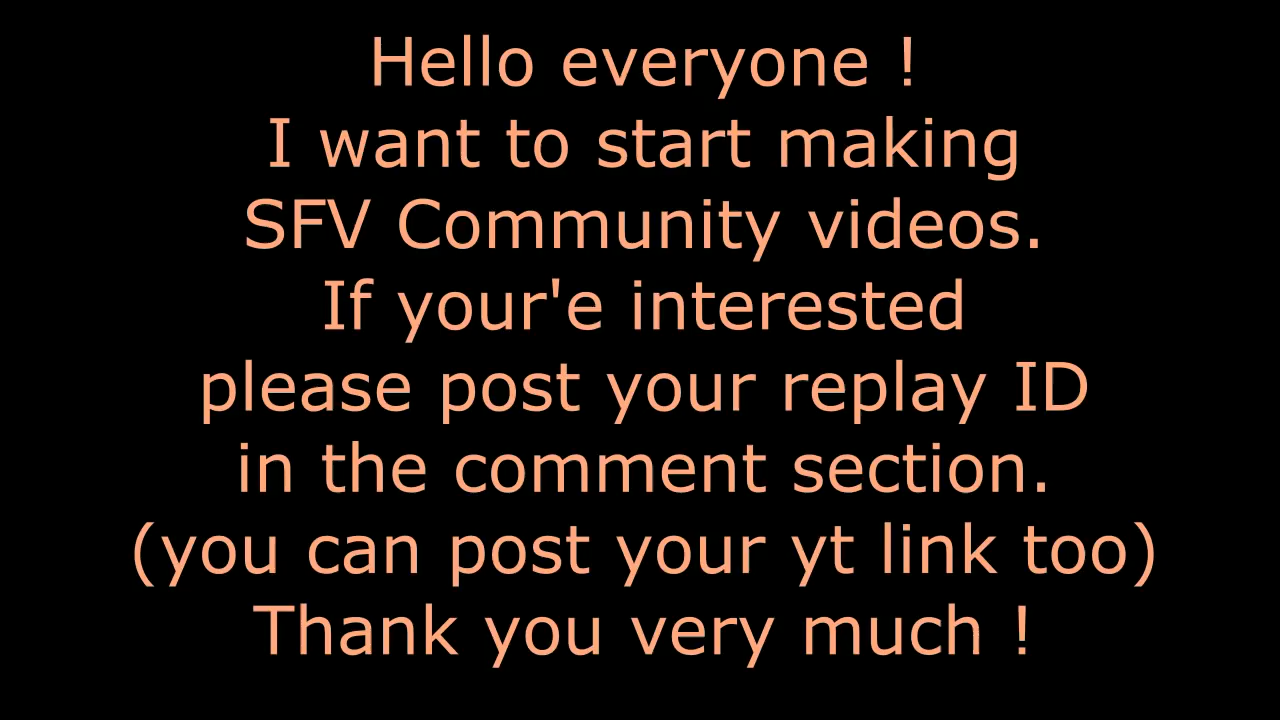 Hello everyone !
I want to start making
SFV Community videos.
If your'e interested
please post your replay ID
in the comment section.
(you can post your yt link too)
Thank you very much !